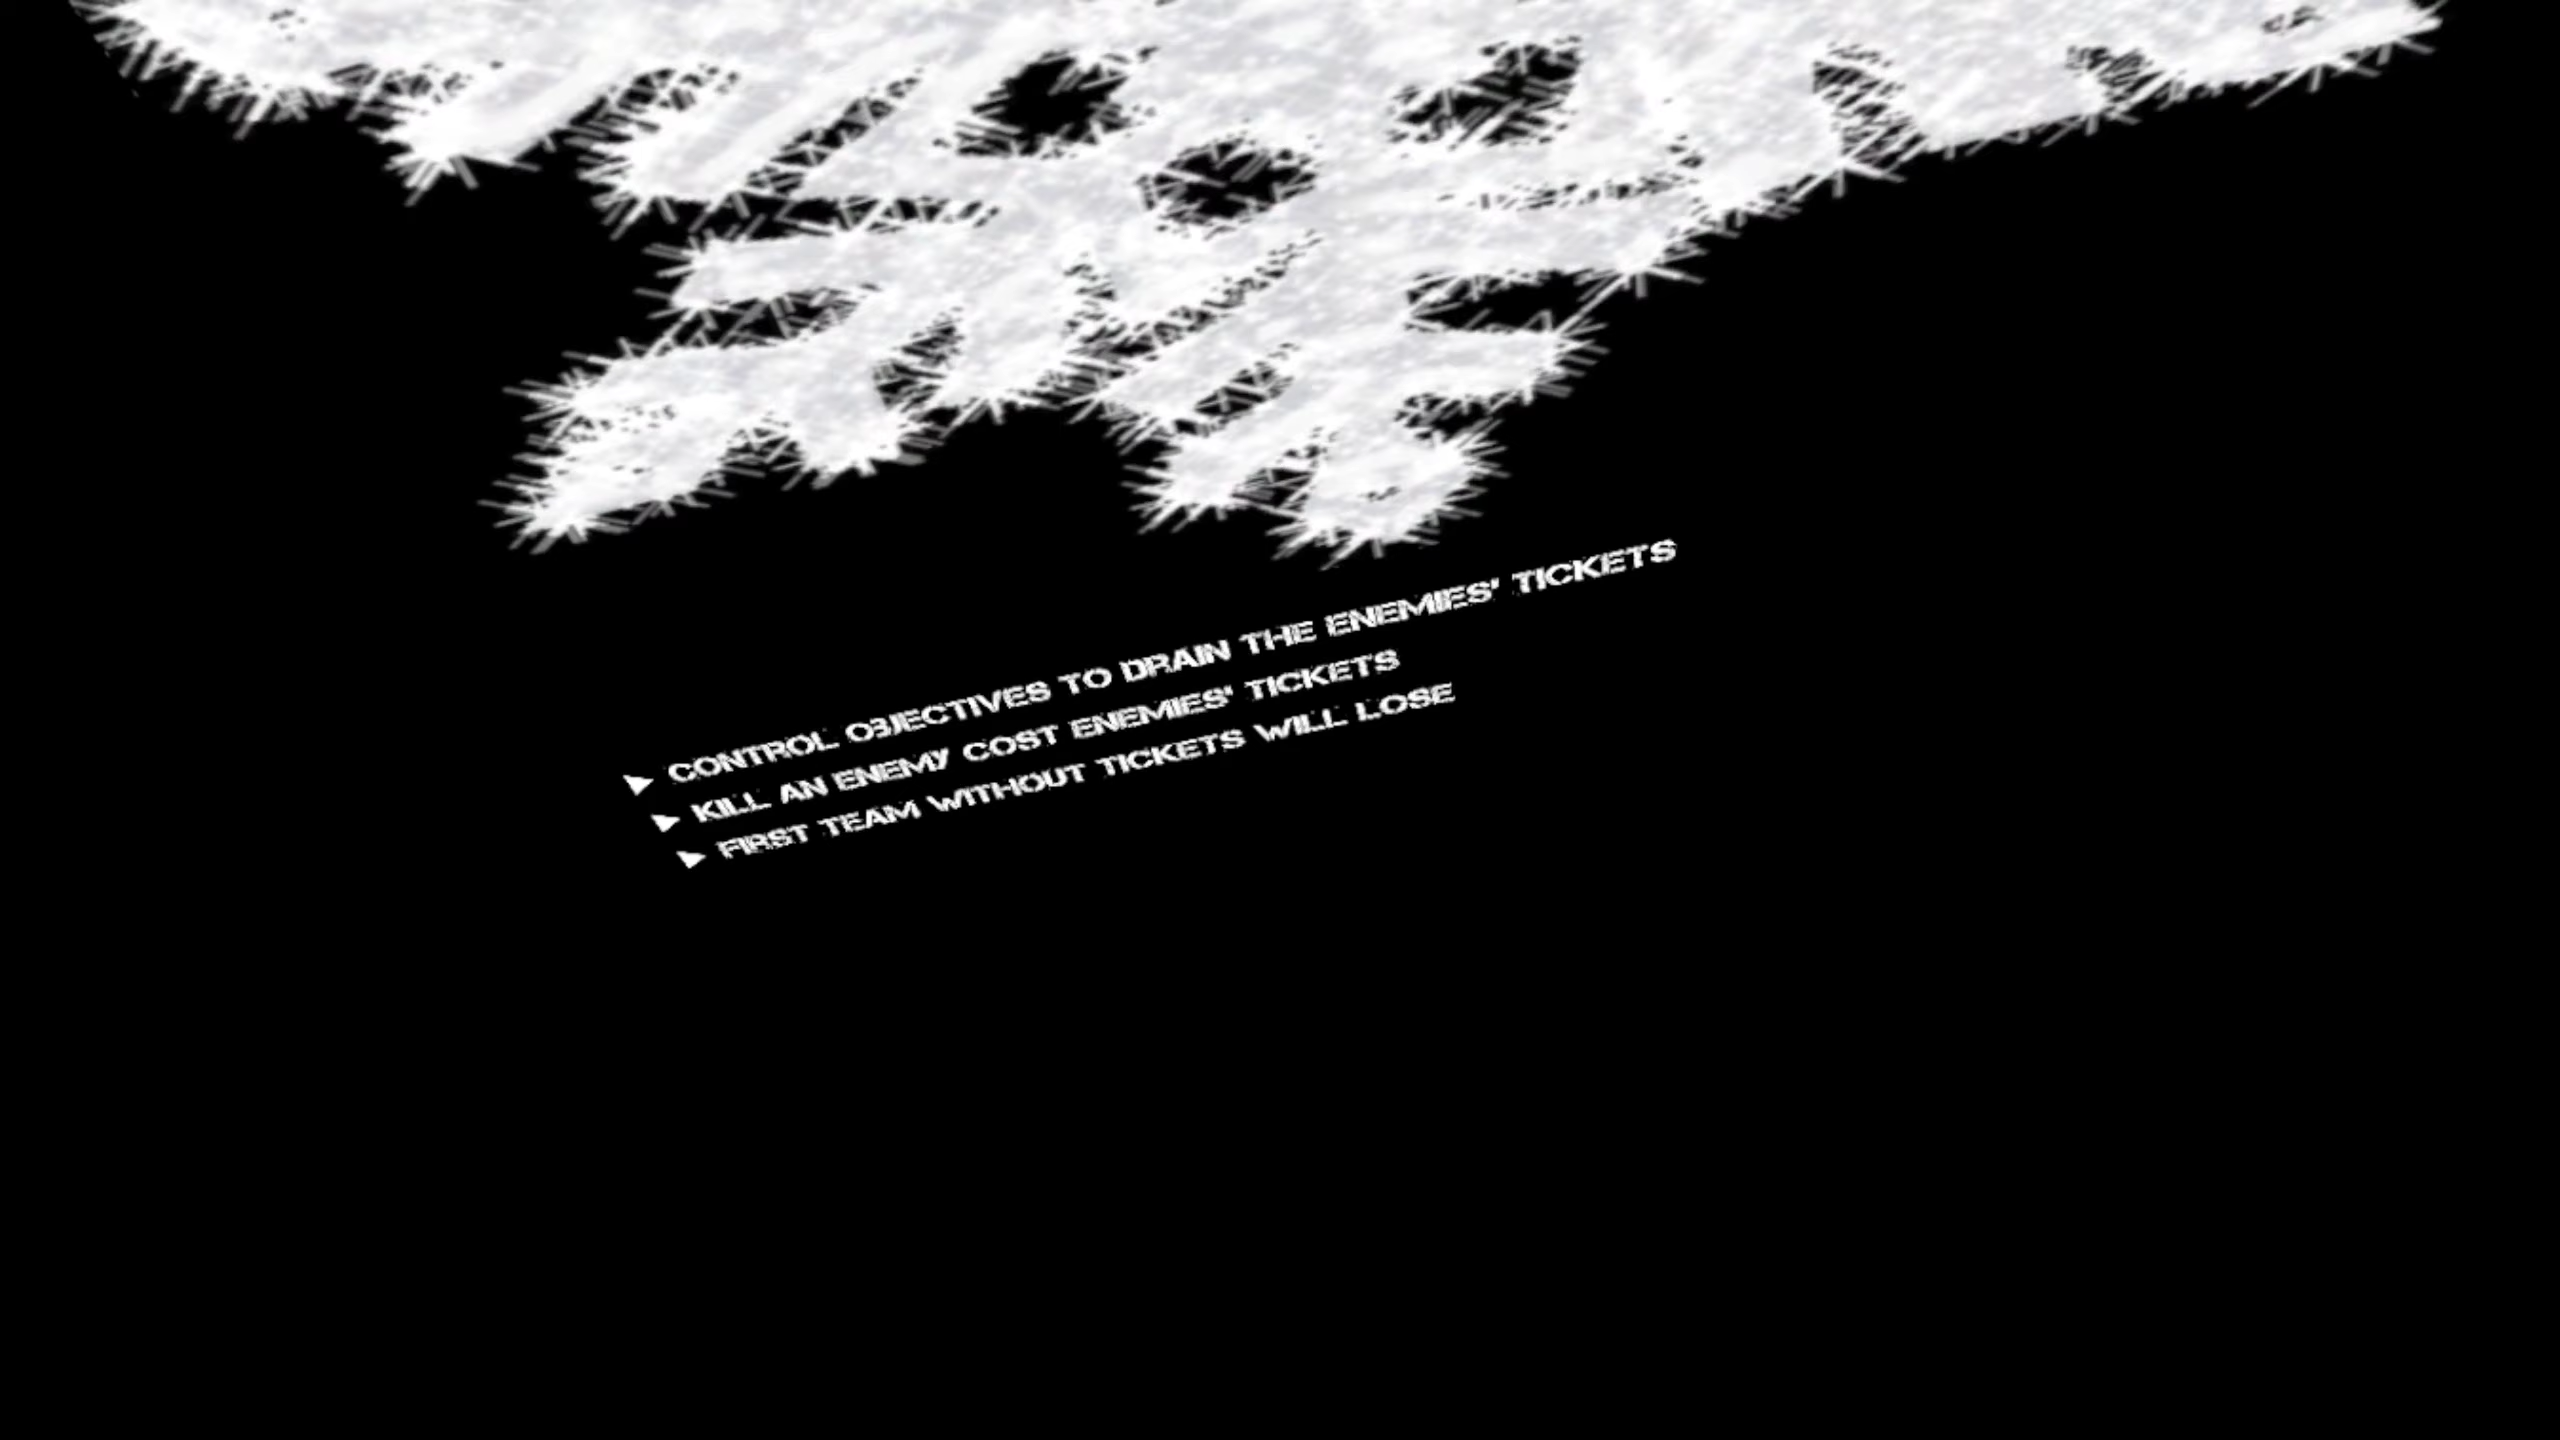 CONTROL OBJECTIVES TO DRAIN THE ENEMIES' TICKETS
KILL AN ENEMY COST ENEMIES' TICKETS
FIRST TEAM WITHOUT TICKETS WILL LOSE